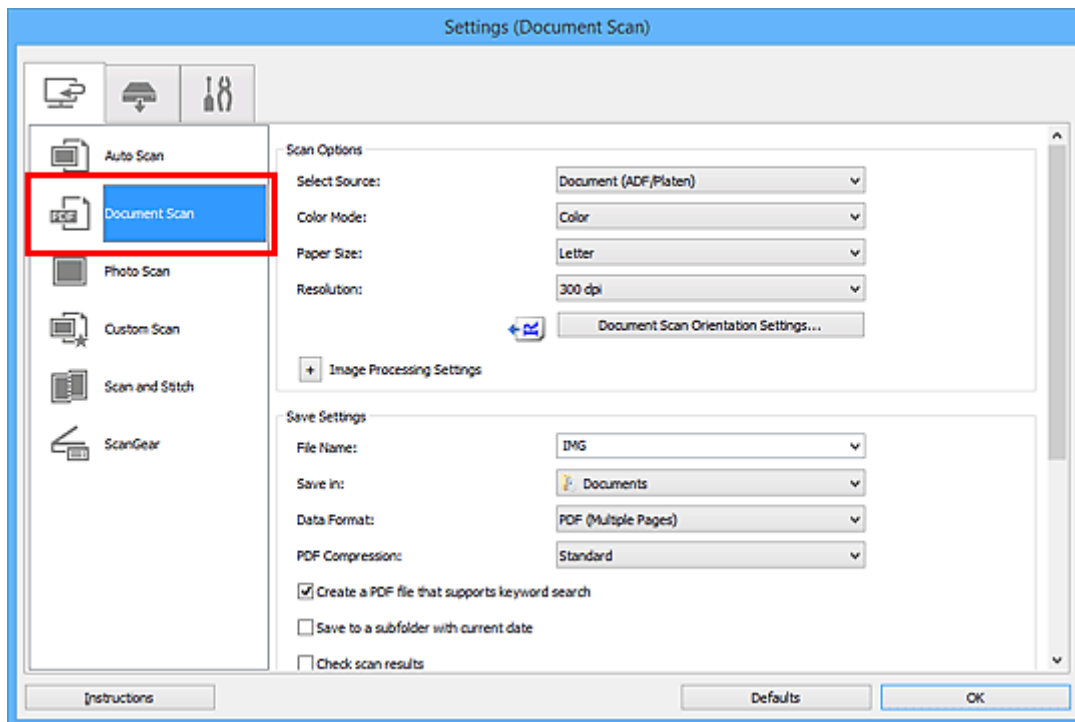 Settings (Document Scan)
Auto Scan
PDF
Document Scan
Photo Scan
Custom Scan
Scan and Stitch
ScanGear
Scan Options
Select Source: Document (ADF/Platen)
Color Mode: Color
Paper Size: Letter
Resolution: 300 dpi
R Document Scan Orientation Settings...
+ Image Processing Settings
Save Settings
File Name: IMG
Save in: Documents
Data Format: PDF (Multiple Pages)
PDF Compression: Standard
Create a PDF file that supports keyword search
Save to a subfolder with current date
Check scan results
Instructions Defaults OK